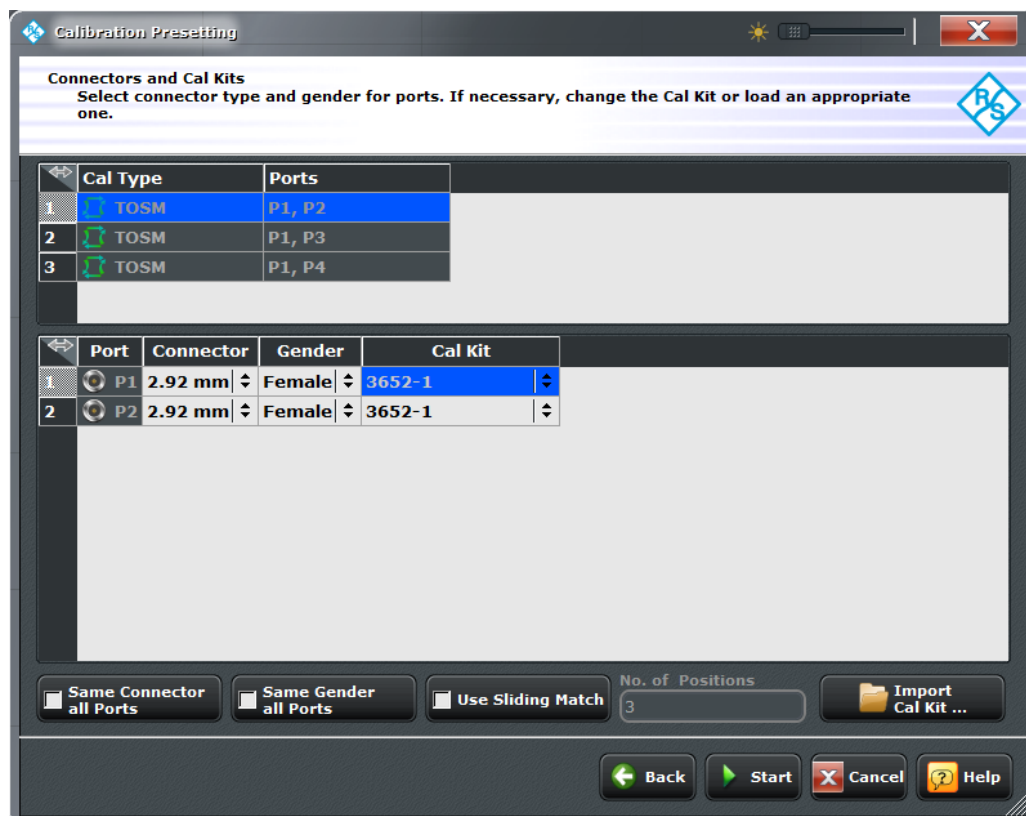 Calibration Presetting
Connectors and Cal Kits
Select connector type and gender for ports. If necessary, change the Cal Kit or load an appropriate
one.
R&S
Cal Type Ports
1 TOSM P1, P2
2 TOSM P1, P3
3 TOSM P1, P4
Port Connector Gender Cal Kit
1 P1 2.92 mm Female 3652-1
2 P2 2.92 mm Female 3652-1
Same Connector
all Ports
Same Gender
all Ports
Use Sliding Match
No. of Positions
3
Import
Cal Kit ...
Back Start Cancel Help